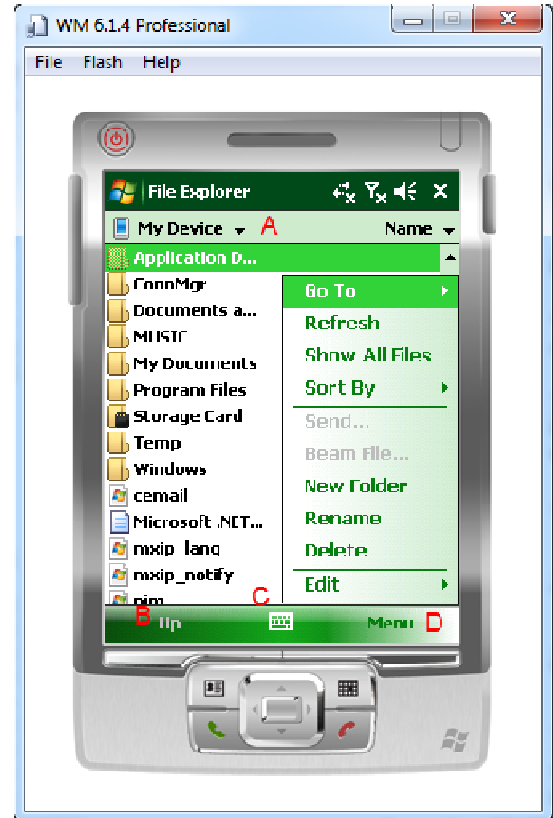 WM 6.1.4 Professional
File Flash Help
File Explorer
My Device A Name
Application D...
ConnMgr
Documents a...
MUSIC
My Documents
Program Files
Storage Card
Temp
Windows
cemail
Microsoft .NET...
mxip_lang
mxip_notify
pim
Go To
Refresh
Show All Files
Sort By
Send...
Beam File...
New Folder
Rename
Delete
Edit
C
B Up Menu D